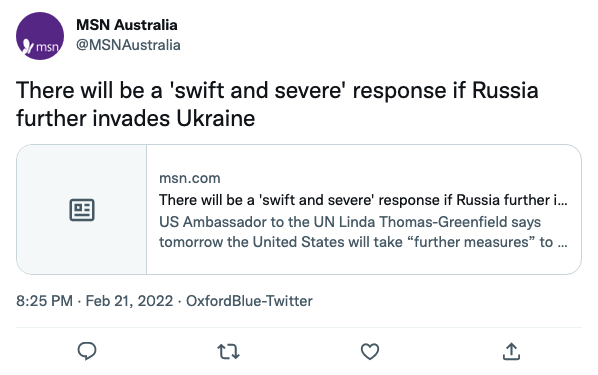 MSN Australia
msn
@MSNAustralia
There will be a 'swift and severe' response if Russia
further invades Ukraine
msn.com
There will be a 'swift and severe' response if Russia further i...
US Ambassador to the UN Linda Thomas-Greenfield says
tomorrow the United States will take “further measures” to ...
8:25 PM · Feb 21, 2022 · OxfordBlue-Twitter